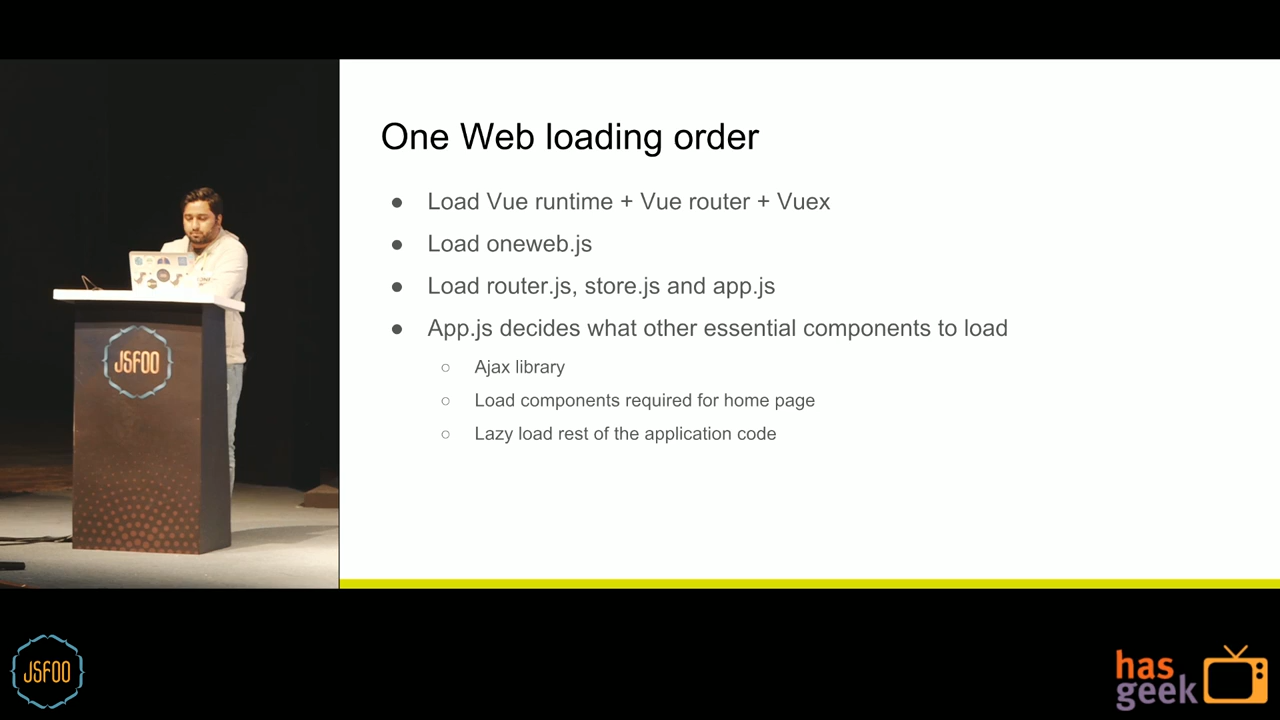 One Web loading order
● Load Vue runtime + Vue router + Vuex
● Load oneweb.js
● Load router.js, store.js and app.js
● App.js decides what other essential components to load
○ Ajax library
○ Load components required for home page
○ Lazy load rest of the application code
JSFOO
JSFOO
has
geek